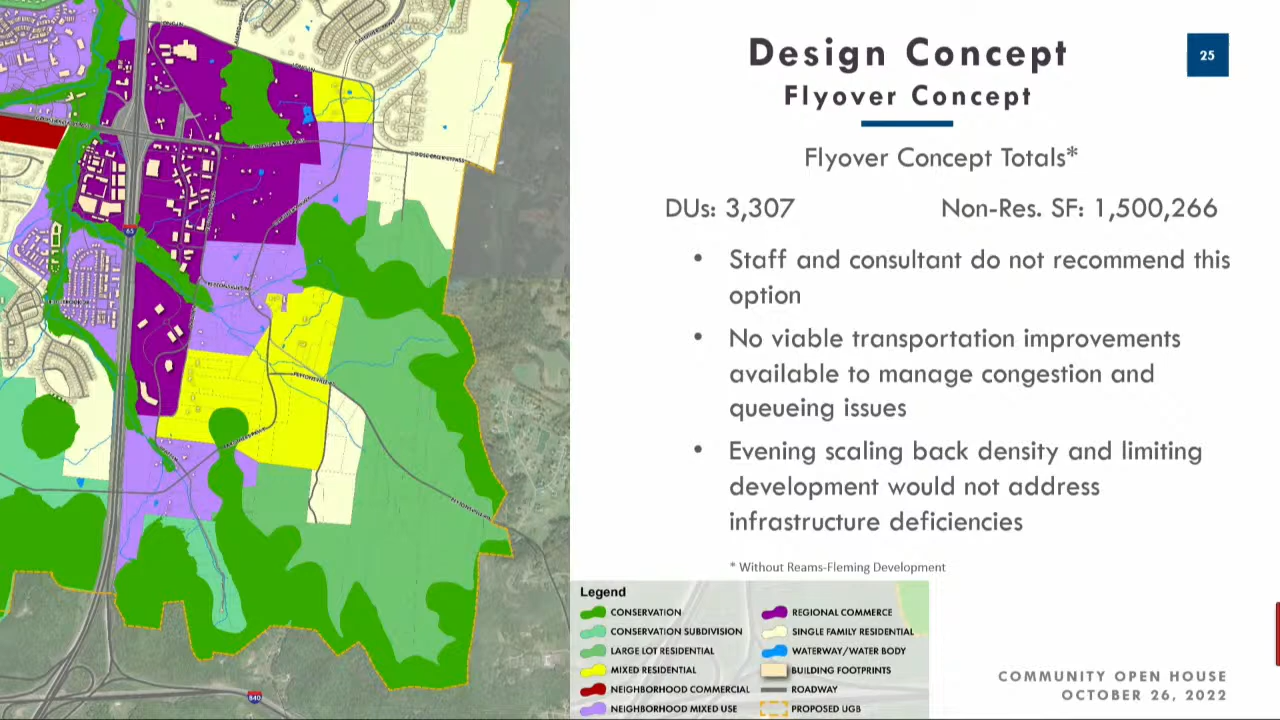 Design Concept
Flyover Concept
25
Flyover Concept Totals*
DUs: 3,307 Non-Res. SF: 1,500,266
• Staff and consultant do not recommend this
option
• No viable transportation improvements
available to manage congestion and
queueing issues
• Evening scaling back density and limiting
development would not address
infrastructure deficiencies
* Without Reams-Fleming Development
Legend
CONSERVATION
CONSERVATION SUBDIVISION
LARGE LOT RESIDENTIAL
MIXED RESIDENTIAL
NEIGHBORHOOD COMMERCIAL
NEIGHBORHOOD MIXED USE
REGIONAL COMMERCE
SINGLE FAMILY RESIDENTIAL
WATERWAY/WATER BODY
BUILDING FOOTPRINTS
ROADWAY
PROPOSED UGB
COMMUNITY OPEN HOUSE
OCTOBER 26, 2022
65
840